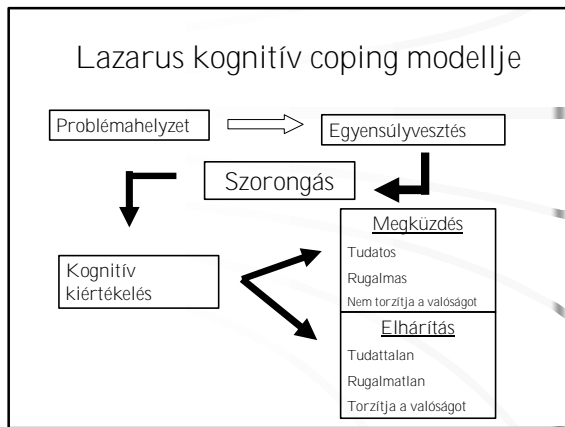 Lazarus kognitív coping modellje
Problémahelyzet
Egyensúlyvesztés
Szorongás
Kognitív
kiértékelés
Megküzdés
Tudatos
Rugalmas
Nem torzítja a valóságot
Elhárítás
Tudattalan
Rugalmatlan
Torzítja a valóságot